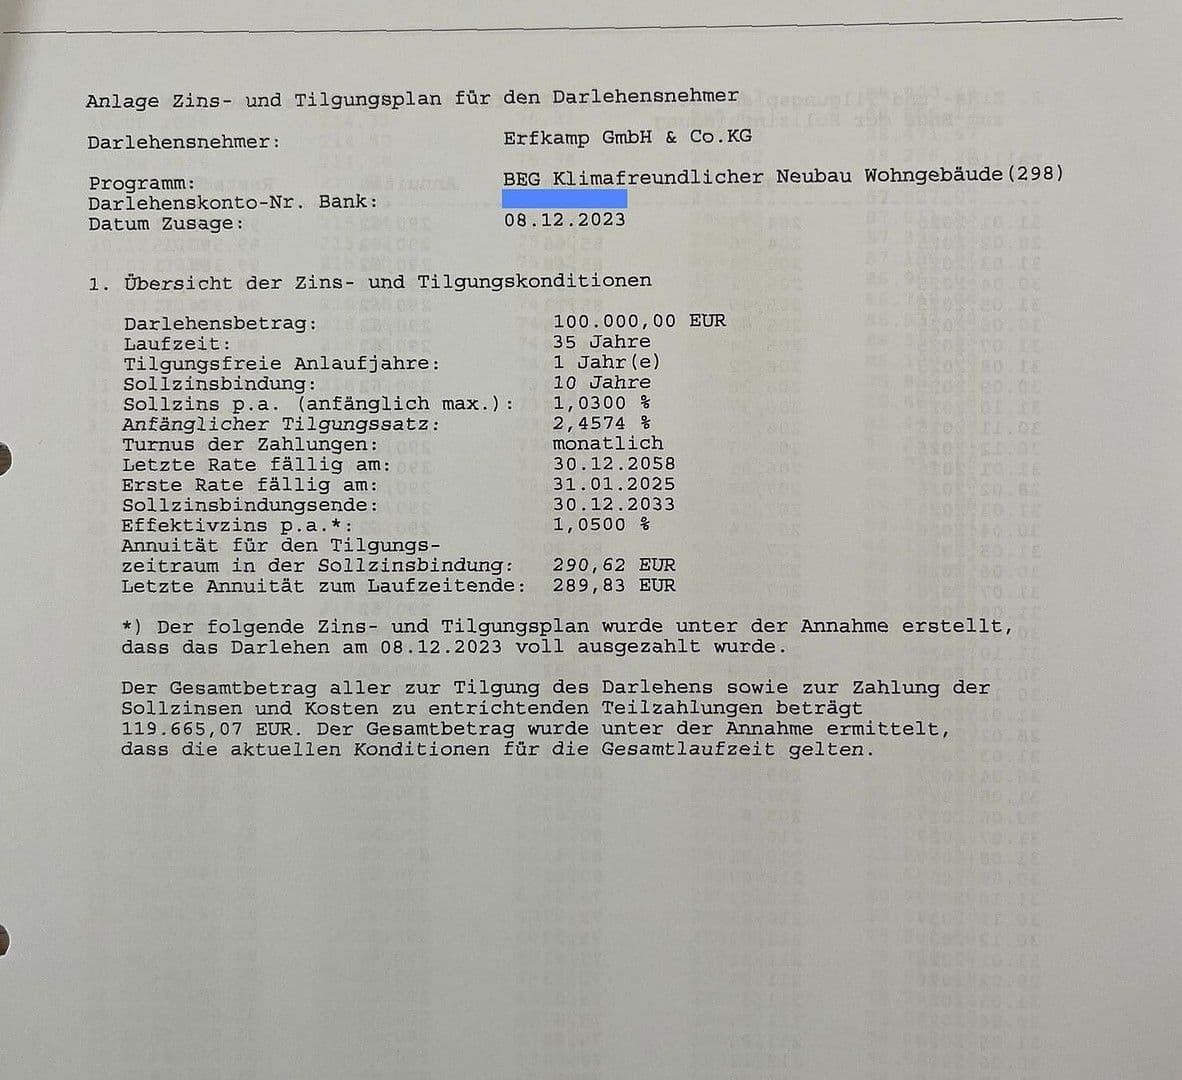 Anlage Zins- und Tilgungsplan für den Darlehensnehmer
Darlehensnehmer: Erfkamp GmbH & Co.KG
Programm: BEG Klimafreundlicher Neubau Wohngebäude(298)
Darlehenskonto-Nr. Bank:
Datum Zusage: 08.12.2023
1. Übersicht der Zins- und Tilgungskonditionen
Darlehensbetrag: 100.000,00 EUR
Laufzeit: 35 Jahre
Tilgungsfreie Anlaufjahre: 1 Jahr(e)
Sollzinsbindung: 10 Jahre
Sollzins p.a. (anfänglich max.): 1,0300 %
Anfänglicher Tilgungssatz: 2,4574 %
Turnus der Zahlungen: monatlich
Letzte Rate fällig am: 30.12.2058
Erste Rate fällig am: 31.01.2025
Sollzinsbindungsende: 30.12.2033
Effektivzins p.a.*: 1,0500 %
Annuität für den Tilgungs-
zeitraum in der Sollzinsbindung: 290,62 EUR
Letzte Annuität zum Laufzeitende: 289,83 EUR
*) Der folgende Zins- und Tilgungsplan wurde unter der Annahme erstellt,
dass das Darlehen am 08.12.2023 voll ausgezahlt wurde.
Der Gesamtbetrag aller zur Tilgung des Darlehens sowie zur Zahlung der
Sollzinsen und Kosten zu entrichtenden Teilzahlungen beträgt
119.665,07 EUR. Der Gesamtbetrag wurde unter der Annahme ermittelt,
dass die aktuellen Konditionen für die Gesamtlaufzeit gelten.